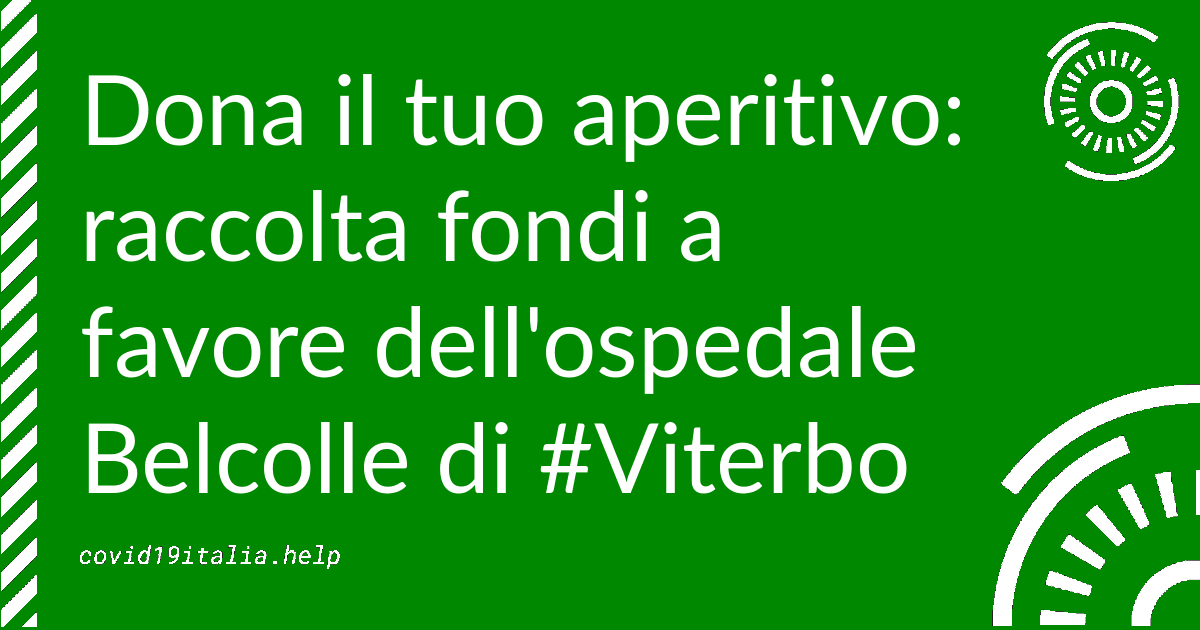 Dona il tuo aperitivo:
raccolta fondi a
favore dell'ospedale
Belcolle di #Viterbo
covid19italia.help